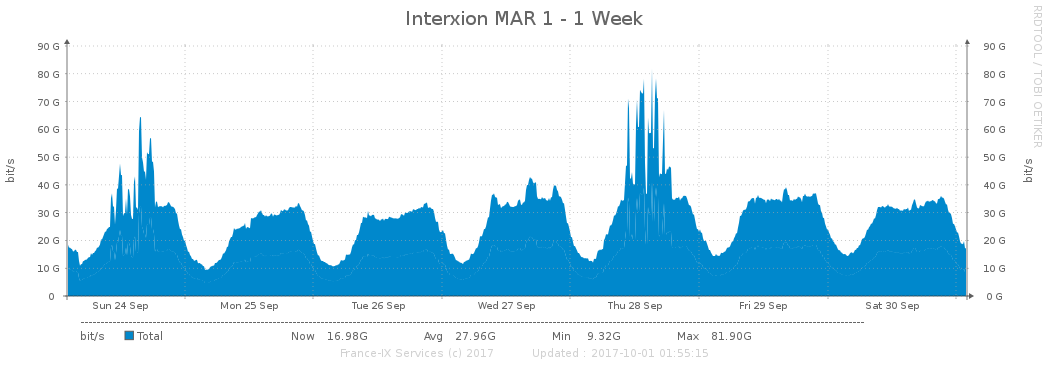 Interxion MAR 1 - 1 Week
RRDTOOL / TOBI OETIKER
90 G 90 G
80 G 80 G
70 G 70 G
60 G 60 G
50 G 50 G
40 G 40 G
30 G 30 G
20 G 20 G
10 G 10 G
0 0 G
bit/s bit/s
Sun 24 Sep Mon 25 Sep Tue 26 Sep Wed 27 Sep Thu 28 Sep Fri 29 Sep Sat 30 Sep
bit/s Total Now 16.98G Avg 27.96G Min 9.32G Max 81.90G
France-IX Services (c) 2017 Updated : 2017-10-01 01:55:15